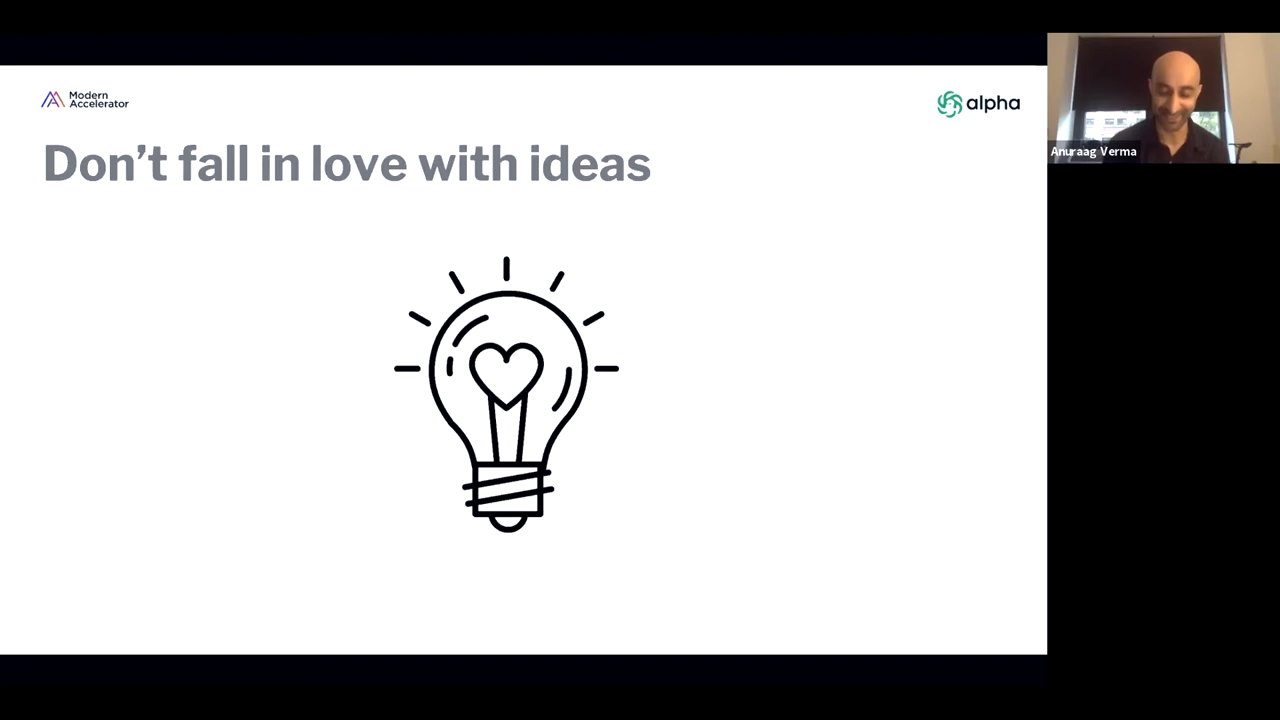 Modern
Accelerator
alpha
Don't fall in love with ideas
Anuraag Verma